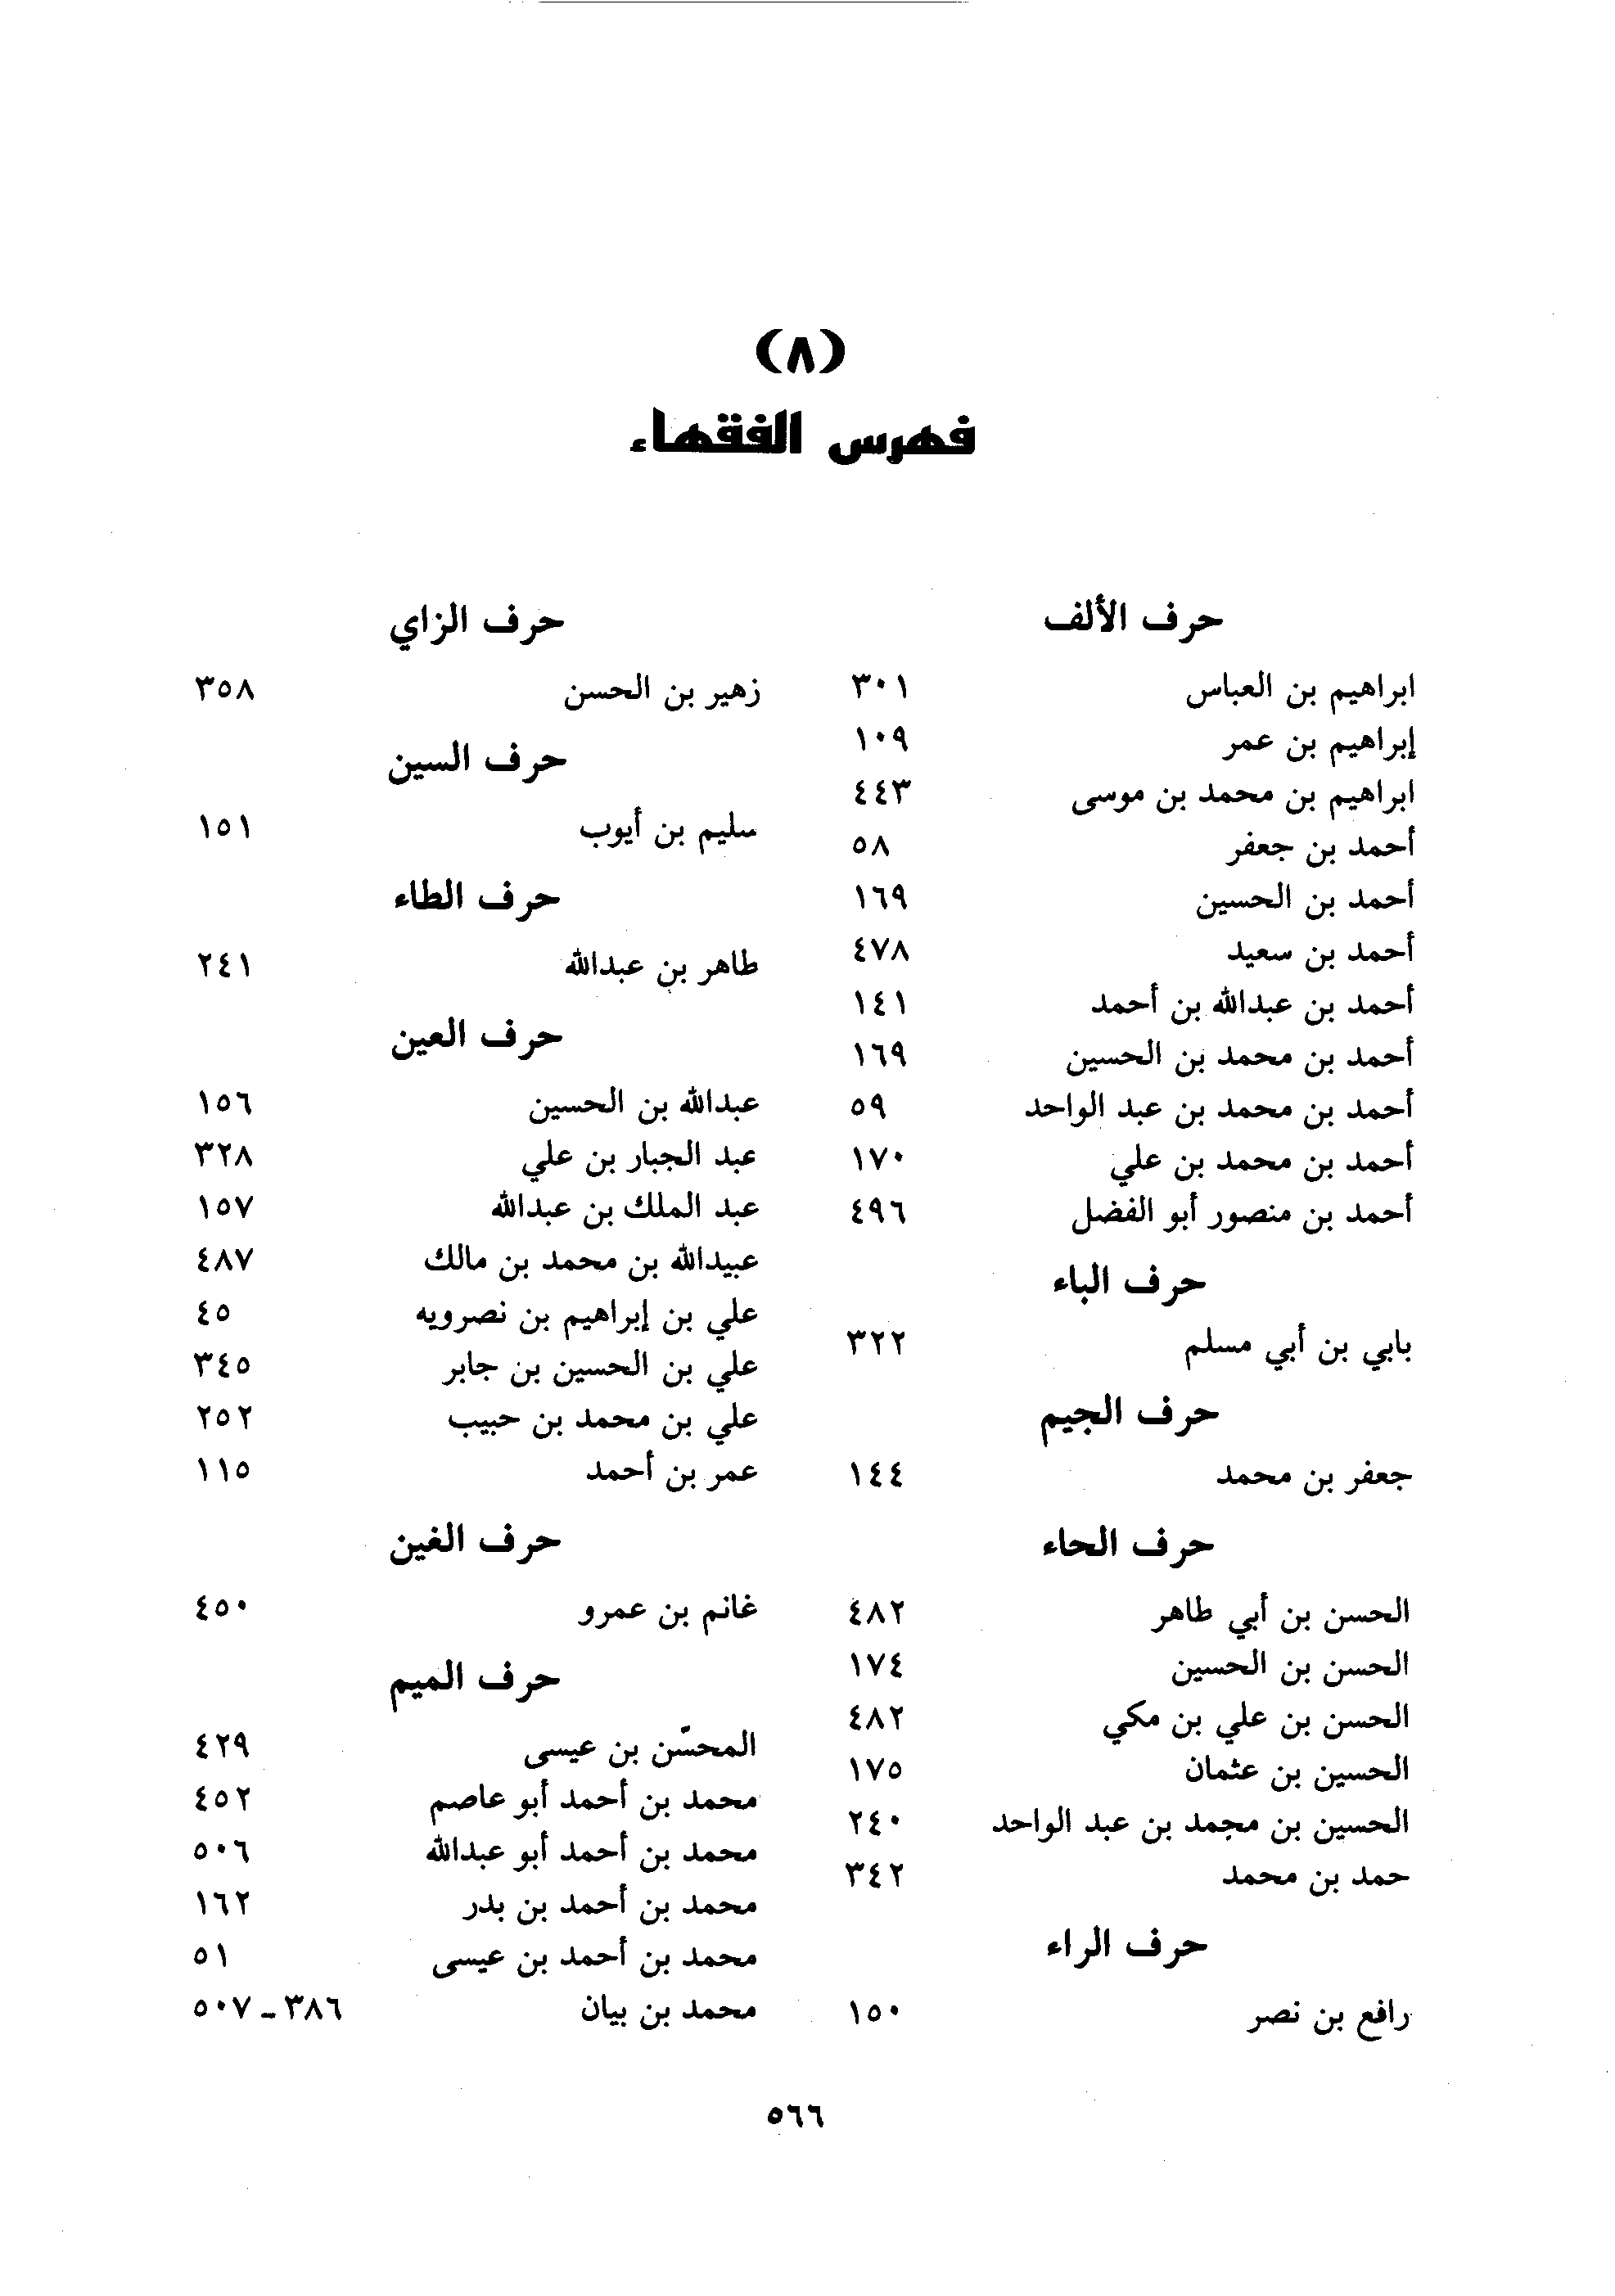 (٨)
فهرس الفقهاء
حرف الألف
ابراهيم بن العباس ٣٠١
إبراهيم بن عمر ١٠٩
ابراهيم بن محمد بن موسى ٤٤٣
أحمد بن جعفر ٥٨
أحمد بن الحسين ١٦٩
أحمد بن سعيد ٤٧٨
أحمد بن عبدالله بن أحمد ١٤١
أحمد بن محمد بن الحسين ١٦٩
أحمد بن محمد بن عبد الواحد ٥٩
أحمد بن محمد بن علي ١٧٠
أحمد بن منصور أبو الفضل ٤٩٦
حرف الباء
بابي بن أبي مسلم ٣٢٢
حرف الجيم
جعفر بن محمد ١٤٤
حرف الحاء
الحسن بن أبي طاهر ٤٨٢
الحسن بن الحسين ١٧٤
الحسن بن علي بن مكي ٤٨٢
الحسين بن عثمان ١٧٥
الحسين بن مجمد بن عبد الواحد ٢٤٠
حمد بن محمد ٣٤٢
حرف الراء
رافع بن نصر ١٥٠
حرف الزاي
زهير بن الحسن ٣٥٨
حرف السين
سليم بن أيوب ١٥١
حرف الطاء
طاهر بن عبدالله ٢٤١
حرف العين
عبدالله بن الحسين ١٥٦
عبد الجبار بن علي ٣٢٨
عبد الملك بن عبدالله ١٥٧
عبيدالله بن محمد بن مالك ٤٨٧
علي بن إبراهيم بن نصرويه ٤٥
علي بن الحسين بن جابر ٣٤٥
علي بن محمد بن حبيب ٢٥٢
عمر بن أحمد ١١٥
حرف الغين
غانم بن عمرو ٤٥٠
حرف الميم
المحسّن بن عيسى ٤٢٩
محمد بن أحمد أبو عاصم ٤٥٢
محمد بن أحمد أبو عبدالله ٥٠٦
محمد بن أحمد بن بدر ١٦٢
محمد بن أحمد بن عيسى ٥١
محمد بن بيان ٣٨٦ - ٥٠٧
٥٦٦